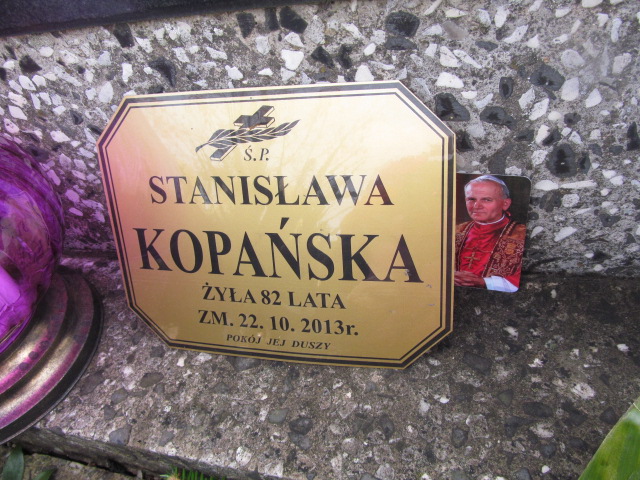 Ś.P.
STANISŁAWA
KOPAŃSKA
ŻYŁA 82 LATA
ZM. 22. 10. 2013r.
POKÓJ JEJ DUSZY